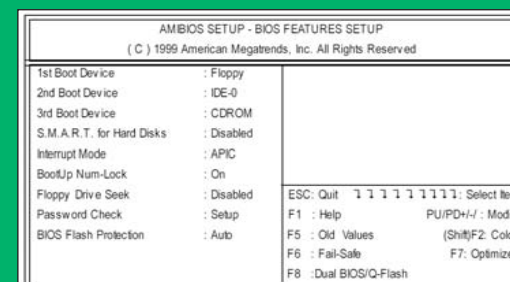 AMIBIOS SETUP - BIOS FEATURES SETUP
( C ) 1999 American Megatrends, Inc. All Rights Reserved
1st Boot Device : Floppy
2nd Boot Device : IDE-0
3rd Boot Device : CDROM
S.M.A.R.T. for Hard Disks : Disabled
Interrupt Mode : APIC
BootUp Num-Lock : On
Floppy Drive Seek : Disabled
Password Check : Setup
BIOS Flash Protection : Auto
ESC: Quit ㄱㄱㄱㄱㄱㄱㄱㄱㄱ: Select Ite
F1 : Help PU/PD+/-/ : Modi
F5 : Old Values (Shift)F2: Colo
F6 : Fail-Safe F7: Optimize
F8 :Dual BIOS/Q-Flash